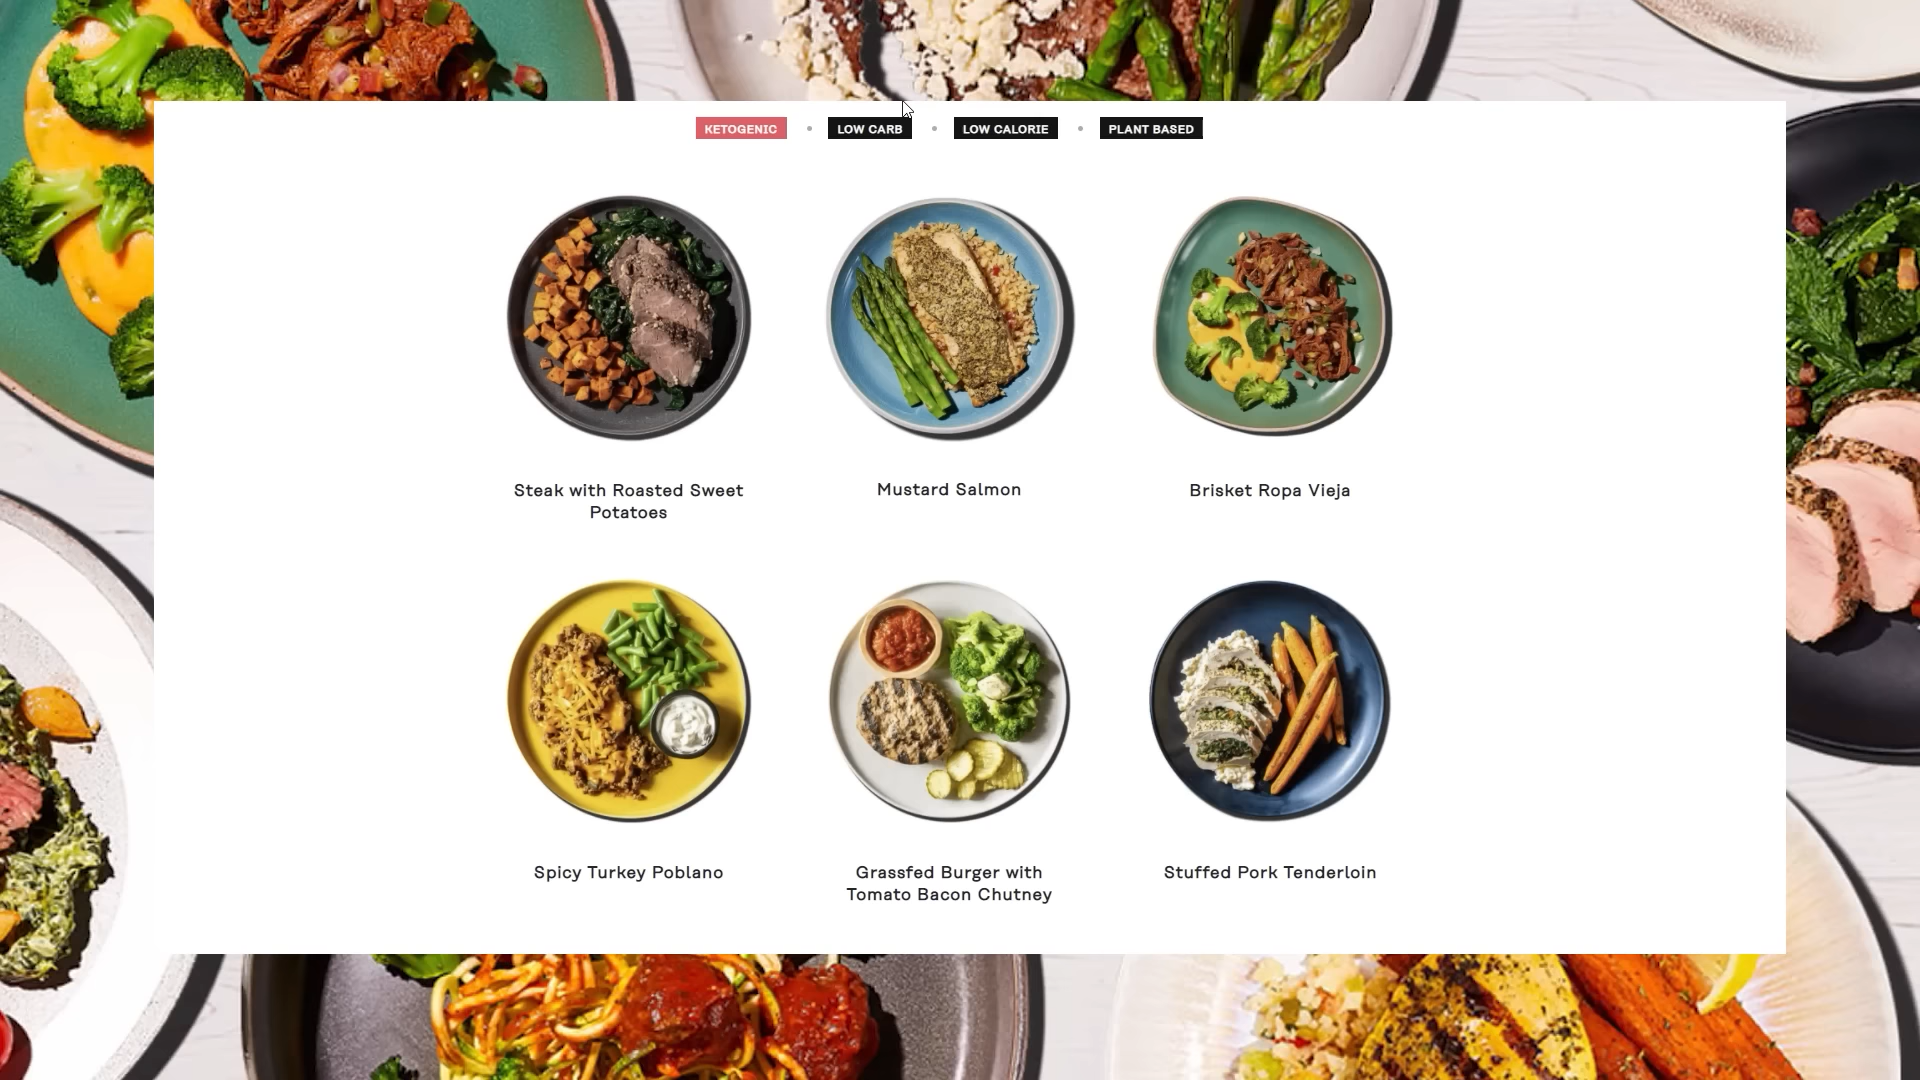 KETOGENIC
LOW CARB
LOW CALORIE
PLANT BASED
Steak with Roasted Sweet
Potatoes
Mustard Salmon
Brisket Ropa Vieja
Spicy Turkey Poblano
Grassfed Burger with
Tomato Bacon Chutney
Stuffed Pork Tenderloin